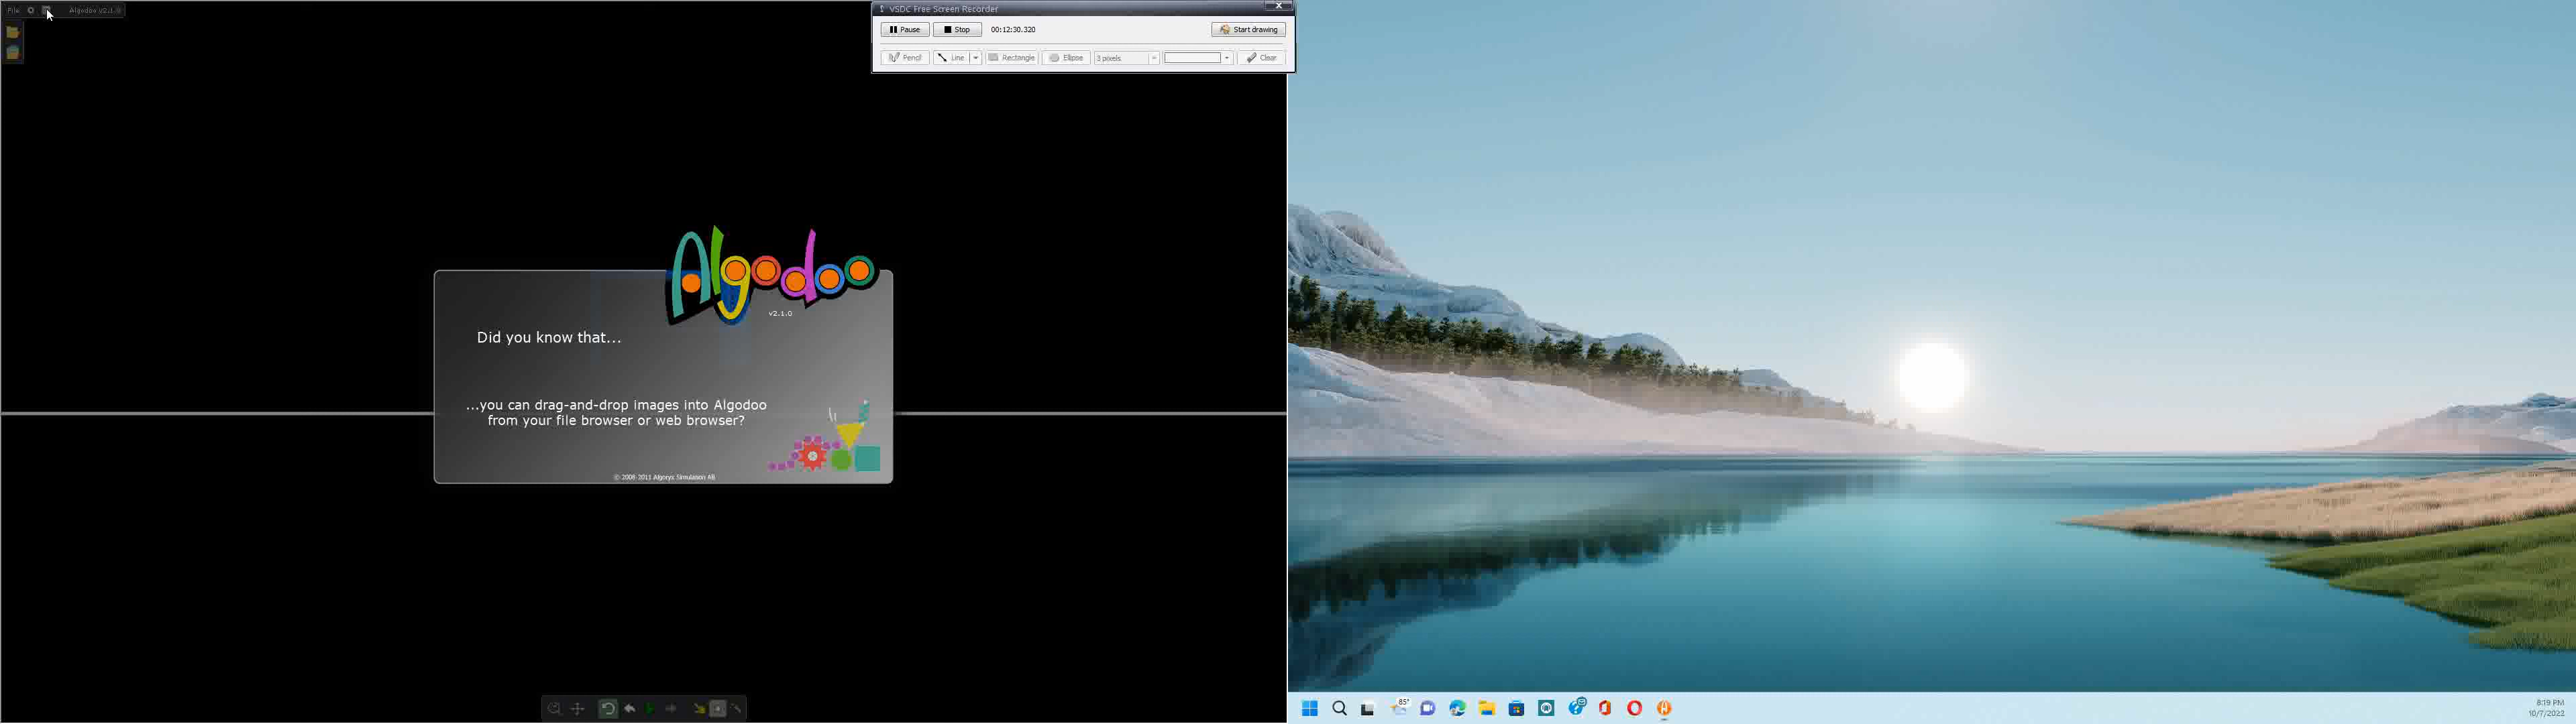 File
Algodoo v2.1.0
VSDC Free Screen Recorder
Pause
Stop
00:12:30.320
Start drawing
Pencil
Line
Rectangle
Ellipse
3 pixels
Clear
Algodoo
v2.1.0
Did you know that...
...you can drag-and-drop images into Algodoo
from your file browser or web browser?
© 2008-2011 Algoryx Simulation AB
85°
8:19 PM
10/7/2022